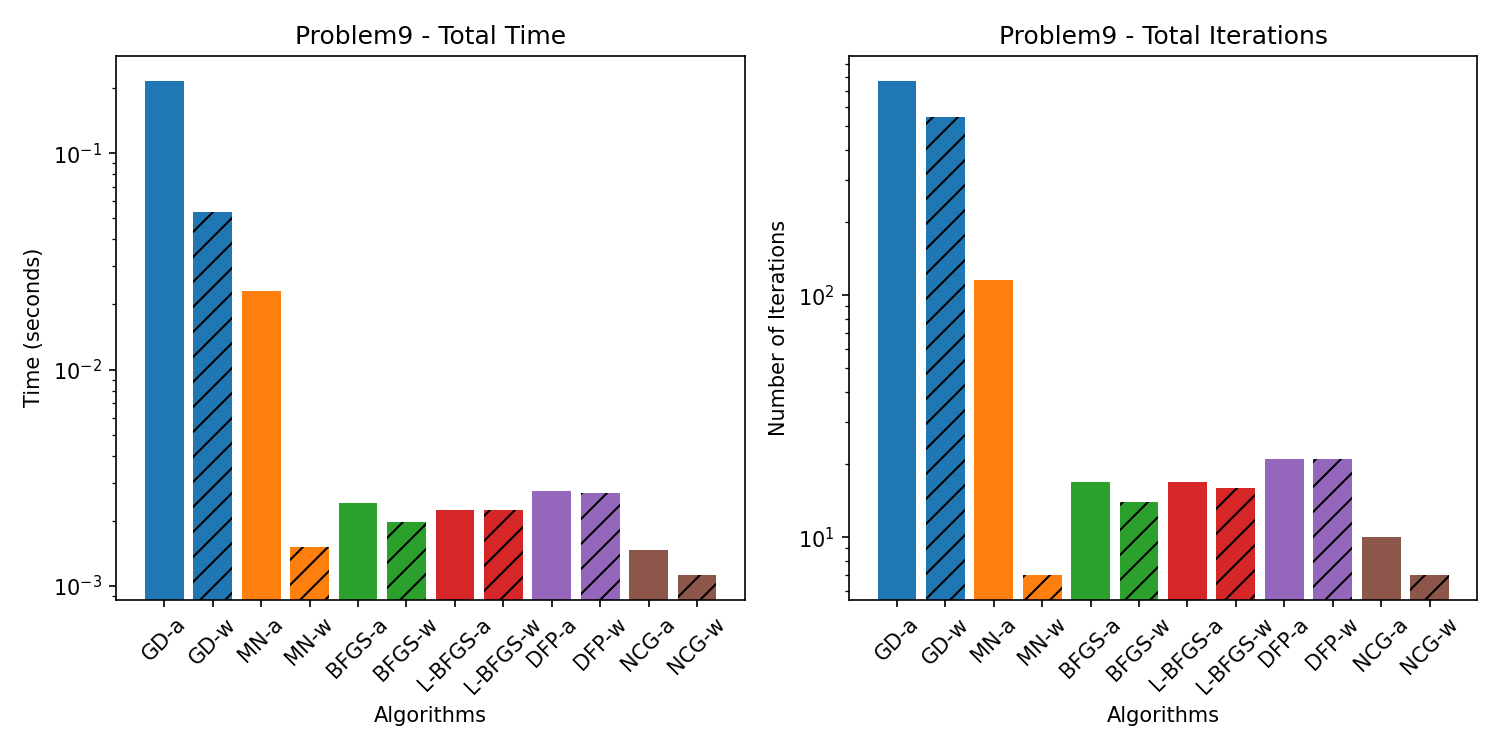 Problem9 - Total Time
Time (seconds)
10⁻¹
10⁻²
10⁻³
GD-a
GD-w
MN-a
MN-w
BFGS-a
BFGS-w
L-BFGS-a
L-BFGS-w
DFP-a
DFP-w
NCG-a
NCG-w
Algorithms
Problem9 - Total Iterations
Number of Iterations
10²
10¹
GD-a
GD-w
MN-a
MN-w
BFGS-a
BFGS-w
L-BFGS-a
L-BFGS-w
DFP-a
DFP-w
NCG-a
NCG-w
Algorithms